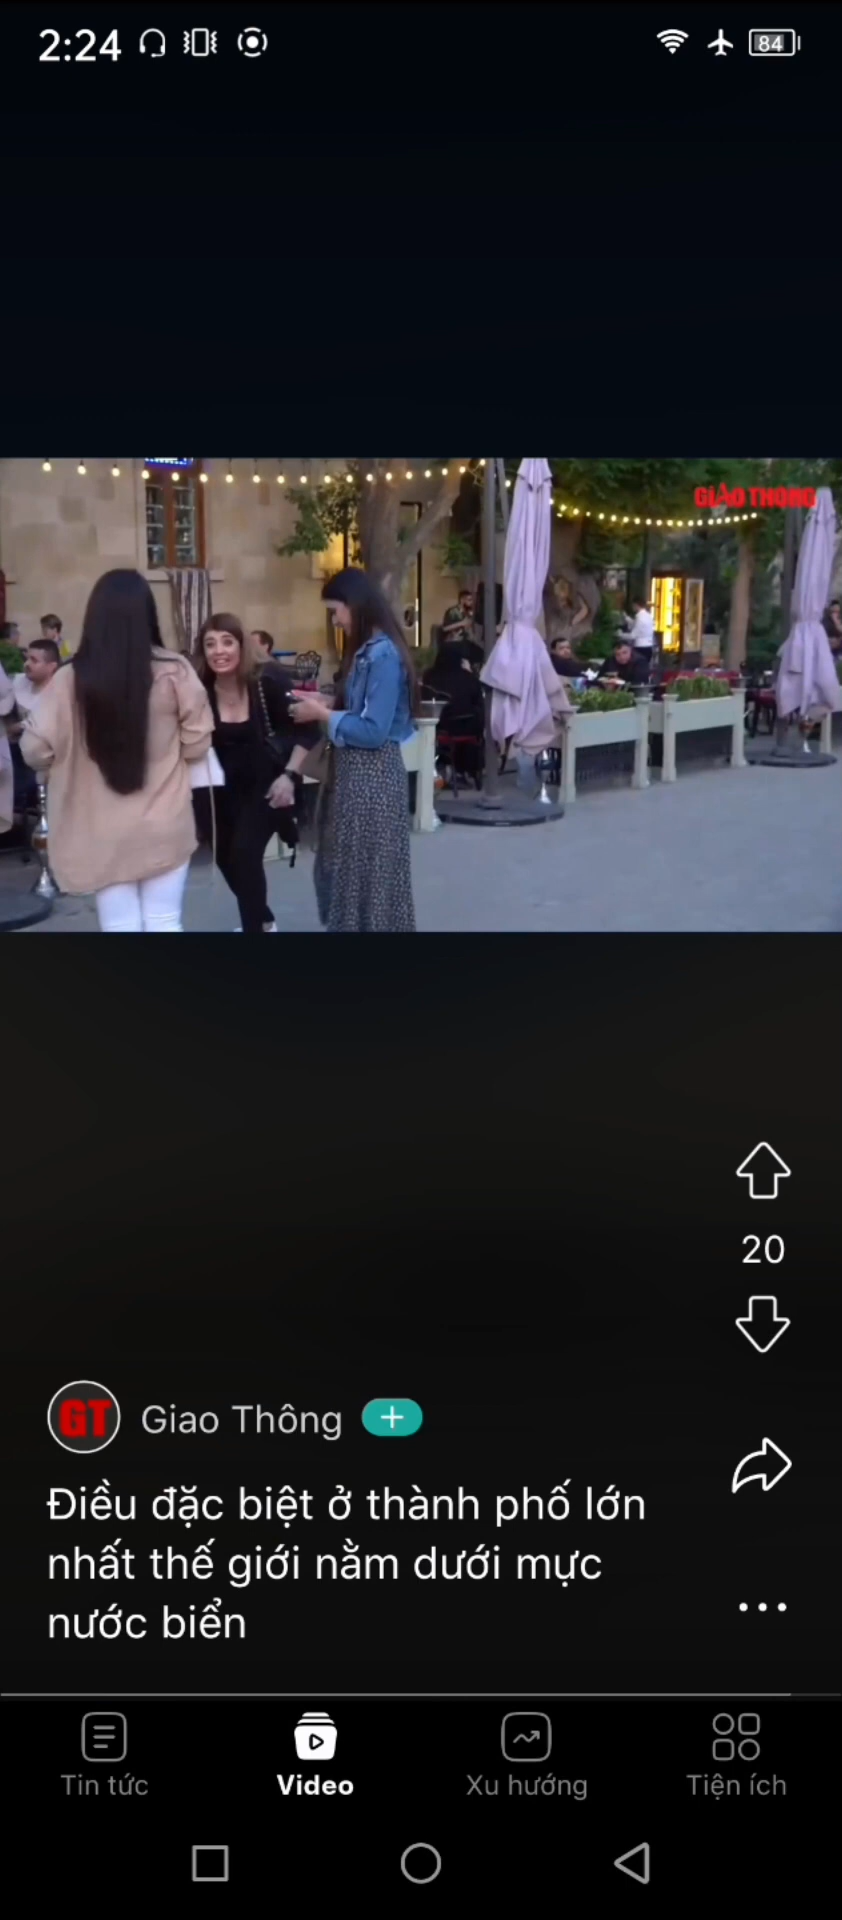 2:24
84
GIAO THÔNG
GT
Giao Thông
20
Điều đặc biệt ở thành phố lớn
nhất thế giới nằm dưới mực
nước biển
Tin tức
Video
Xu hướng
Tiện ích